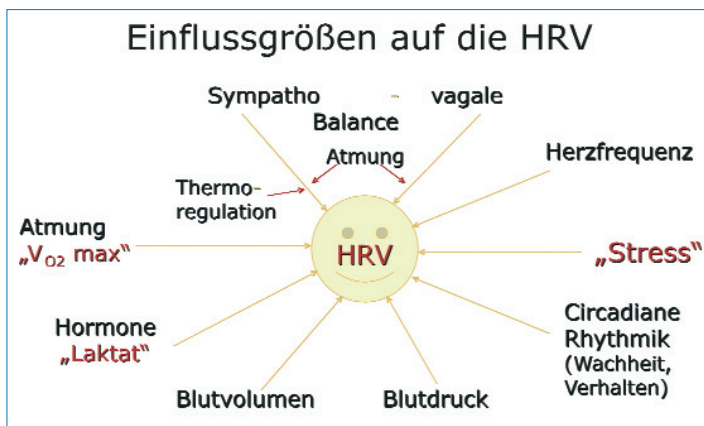 Einflussgrößen auf die HRV
Sympatho - vagale
Balance
Atmung
Herzfrequenz
Thermo-
regulation
Atmung
„VO2 max“
HRV
„Stress“
Hormone
„Laktat“
Circadiane
Rhythmik
(Wachheit,
Verhalten)
Blutvolumen
Blutdruck